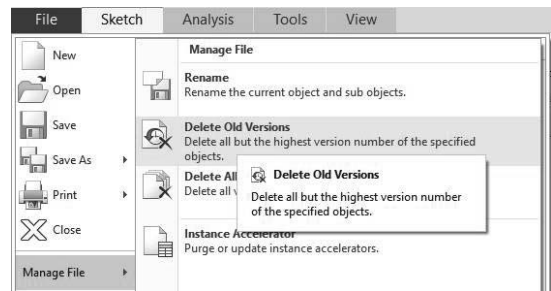 File Sketch Analysis Tools View
New
Open
Save
Save As
Print
Close
Manage File
Manage File
Rename
Rename the current object and sub objects.
Delete Old Versions
Delete all but the highest version number of the specified
objects.
Delete All
Delete all
Delete Old Versions
Delete all but the highest version number
of the specified objects.
Instance Accelerator
Purge or update instance accelerators.